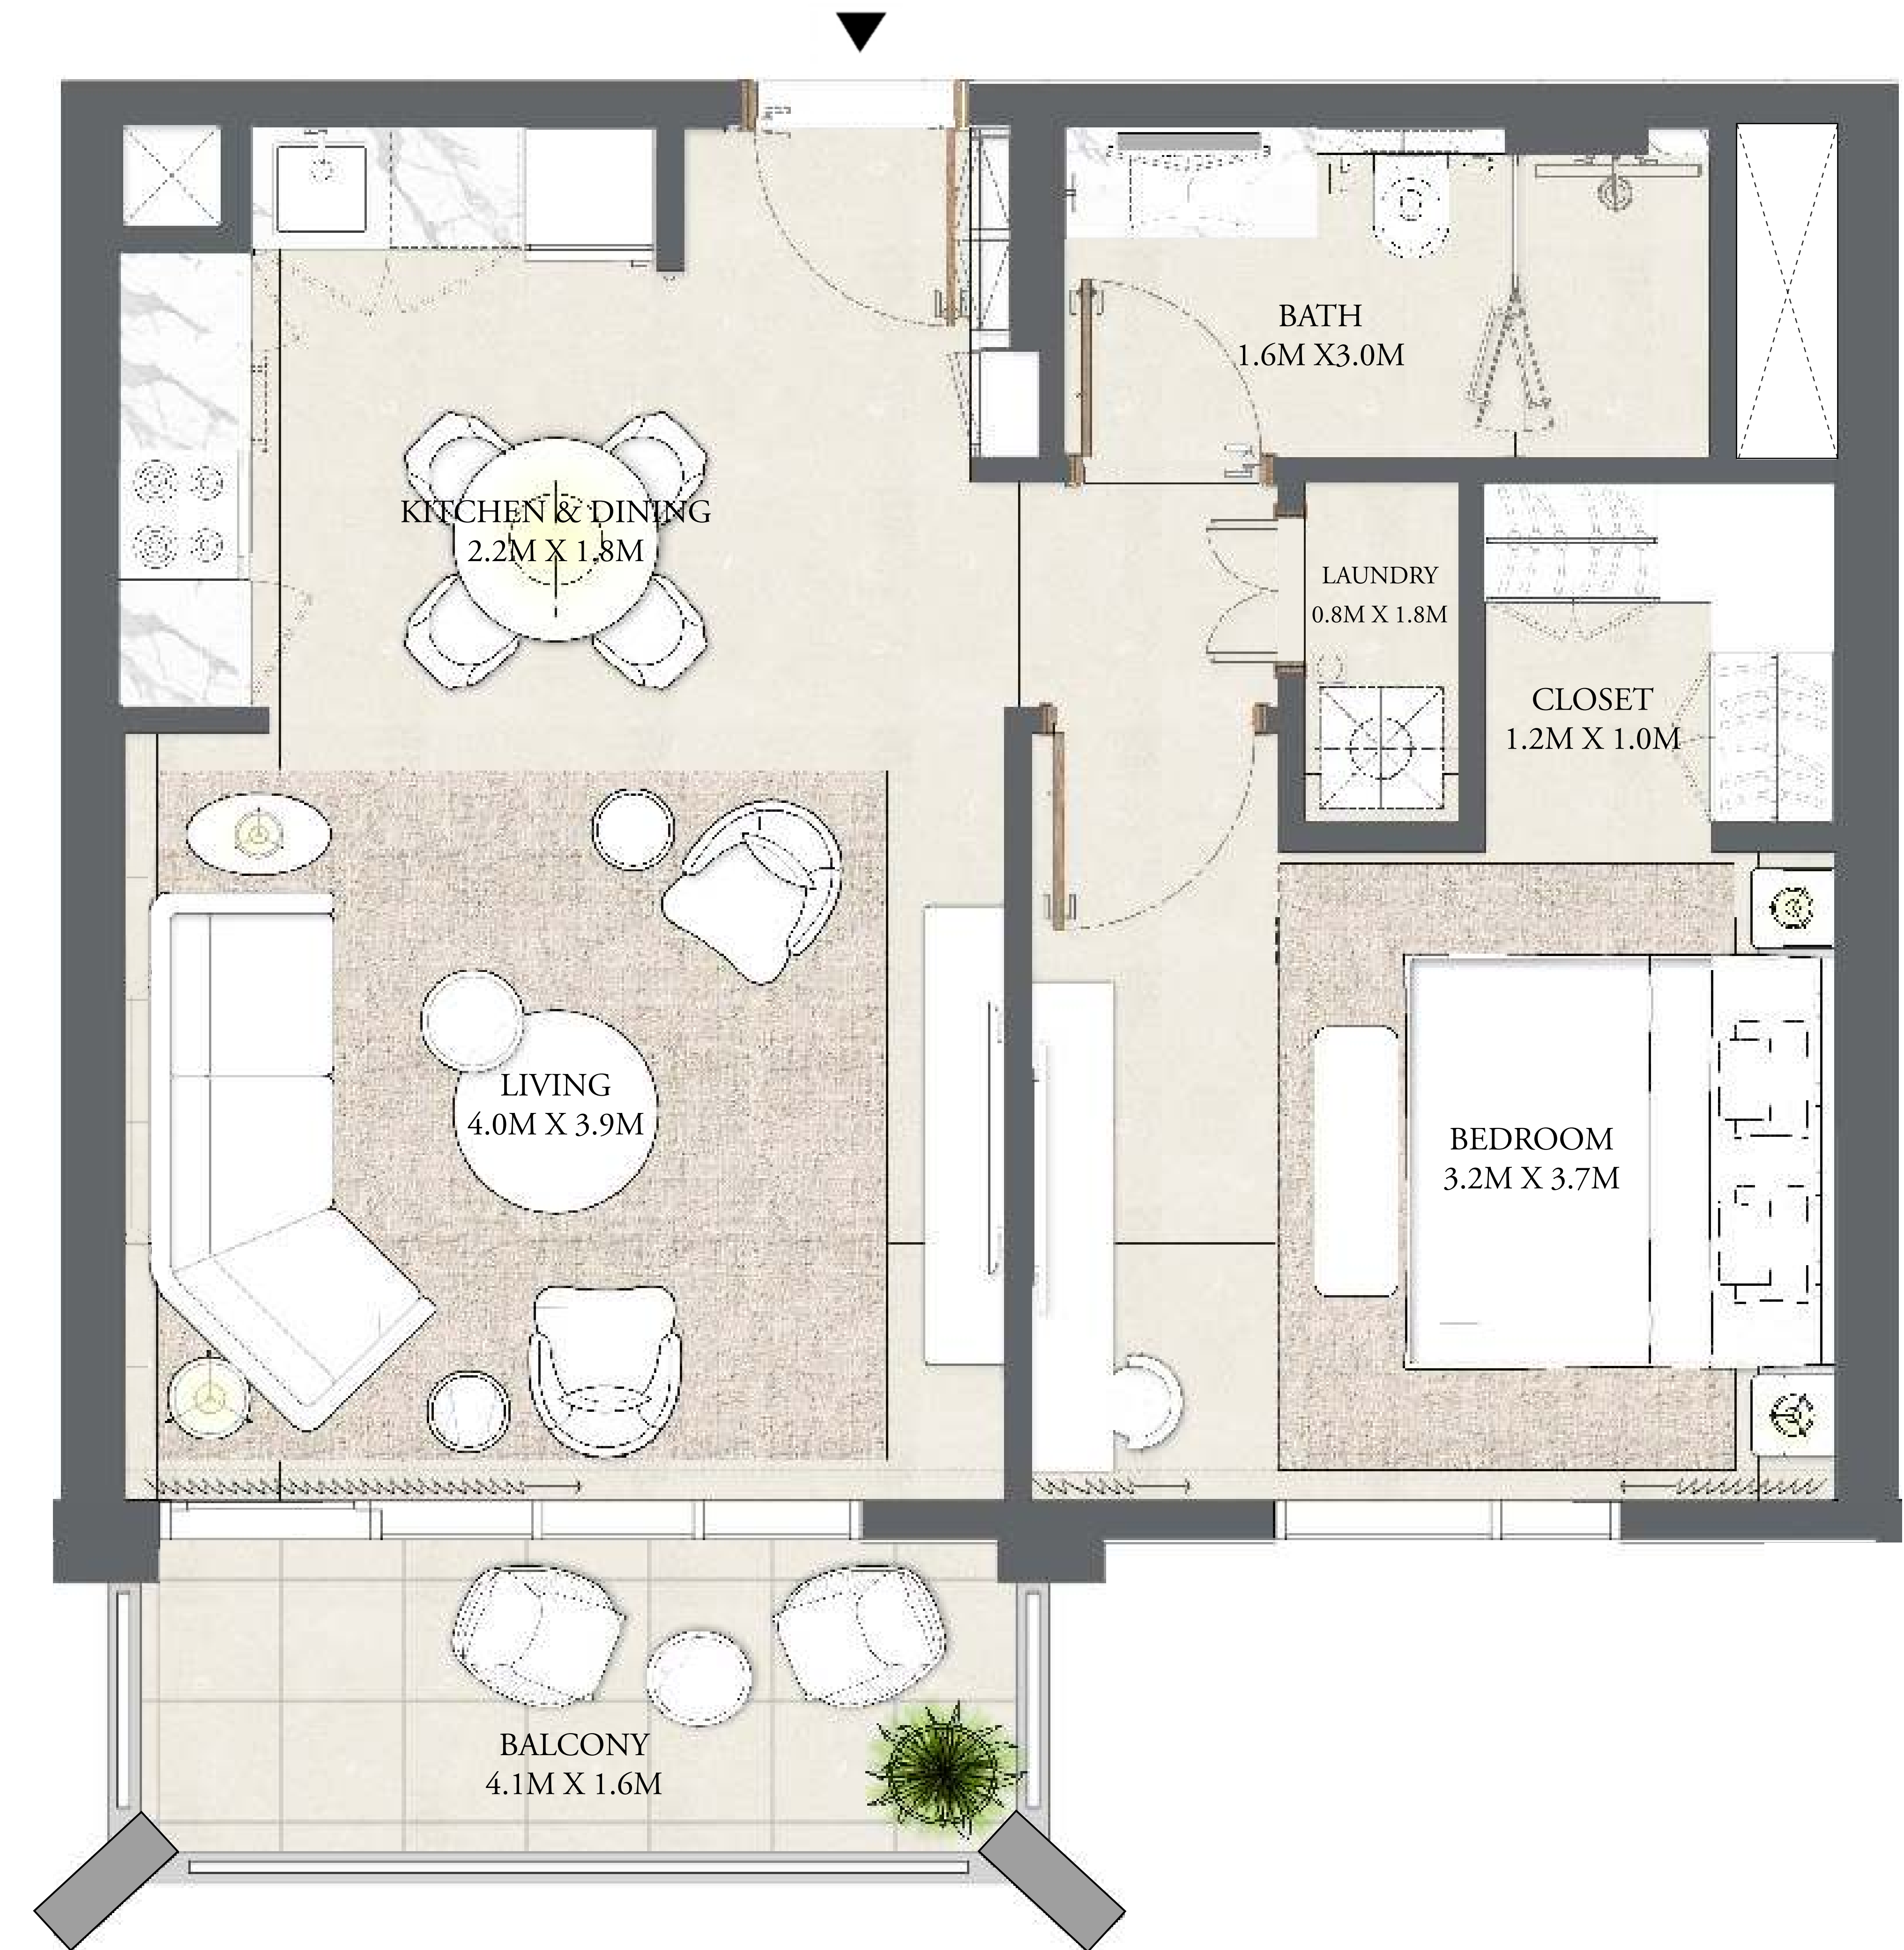 BATH
1.6M X3.0M
KITCHEN & DINING
2.2M X 1.8M
LAUNDRY
0.8M X 1.8M
CLOSET
1.2M X 1.0M
LIVING
4.0M X 3.9M
BEDROOM
3.2M X 3.7M
BALCONY
4.1M X 1.6M